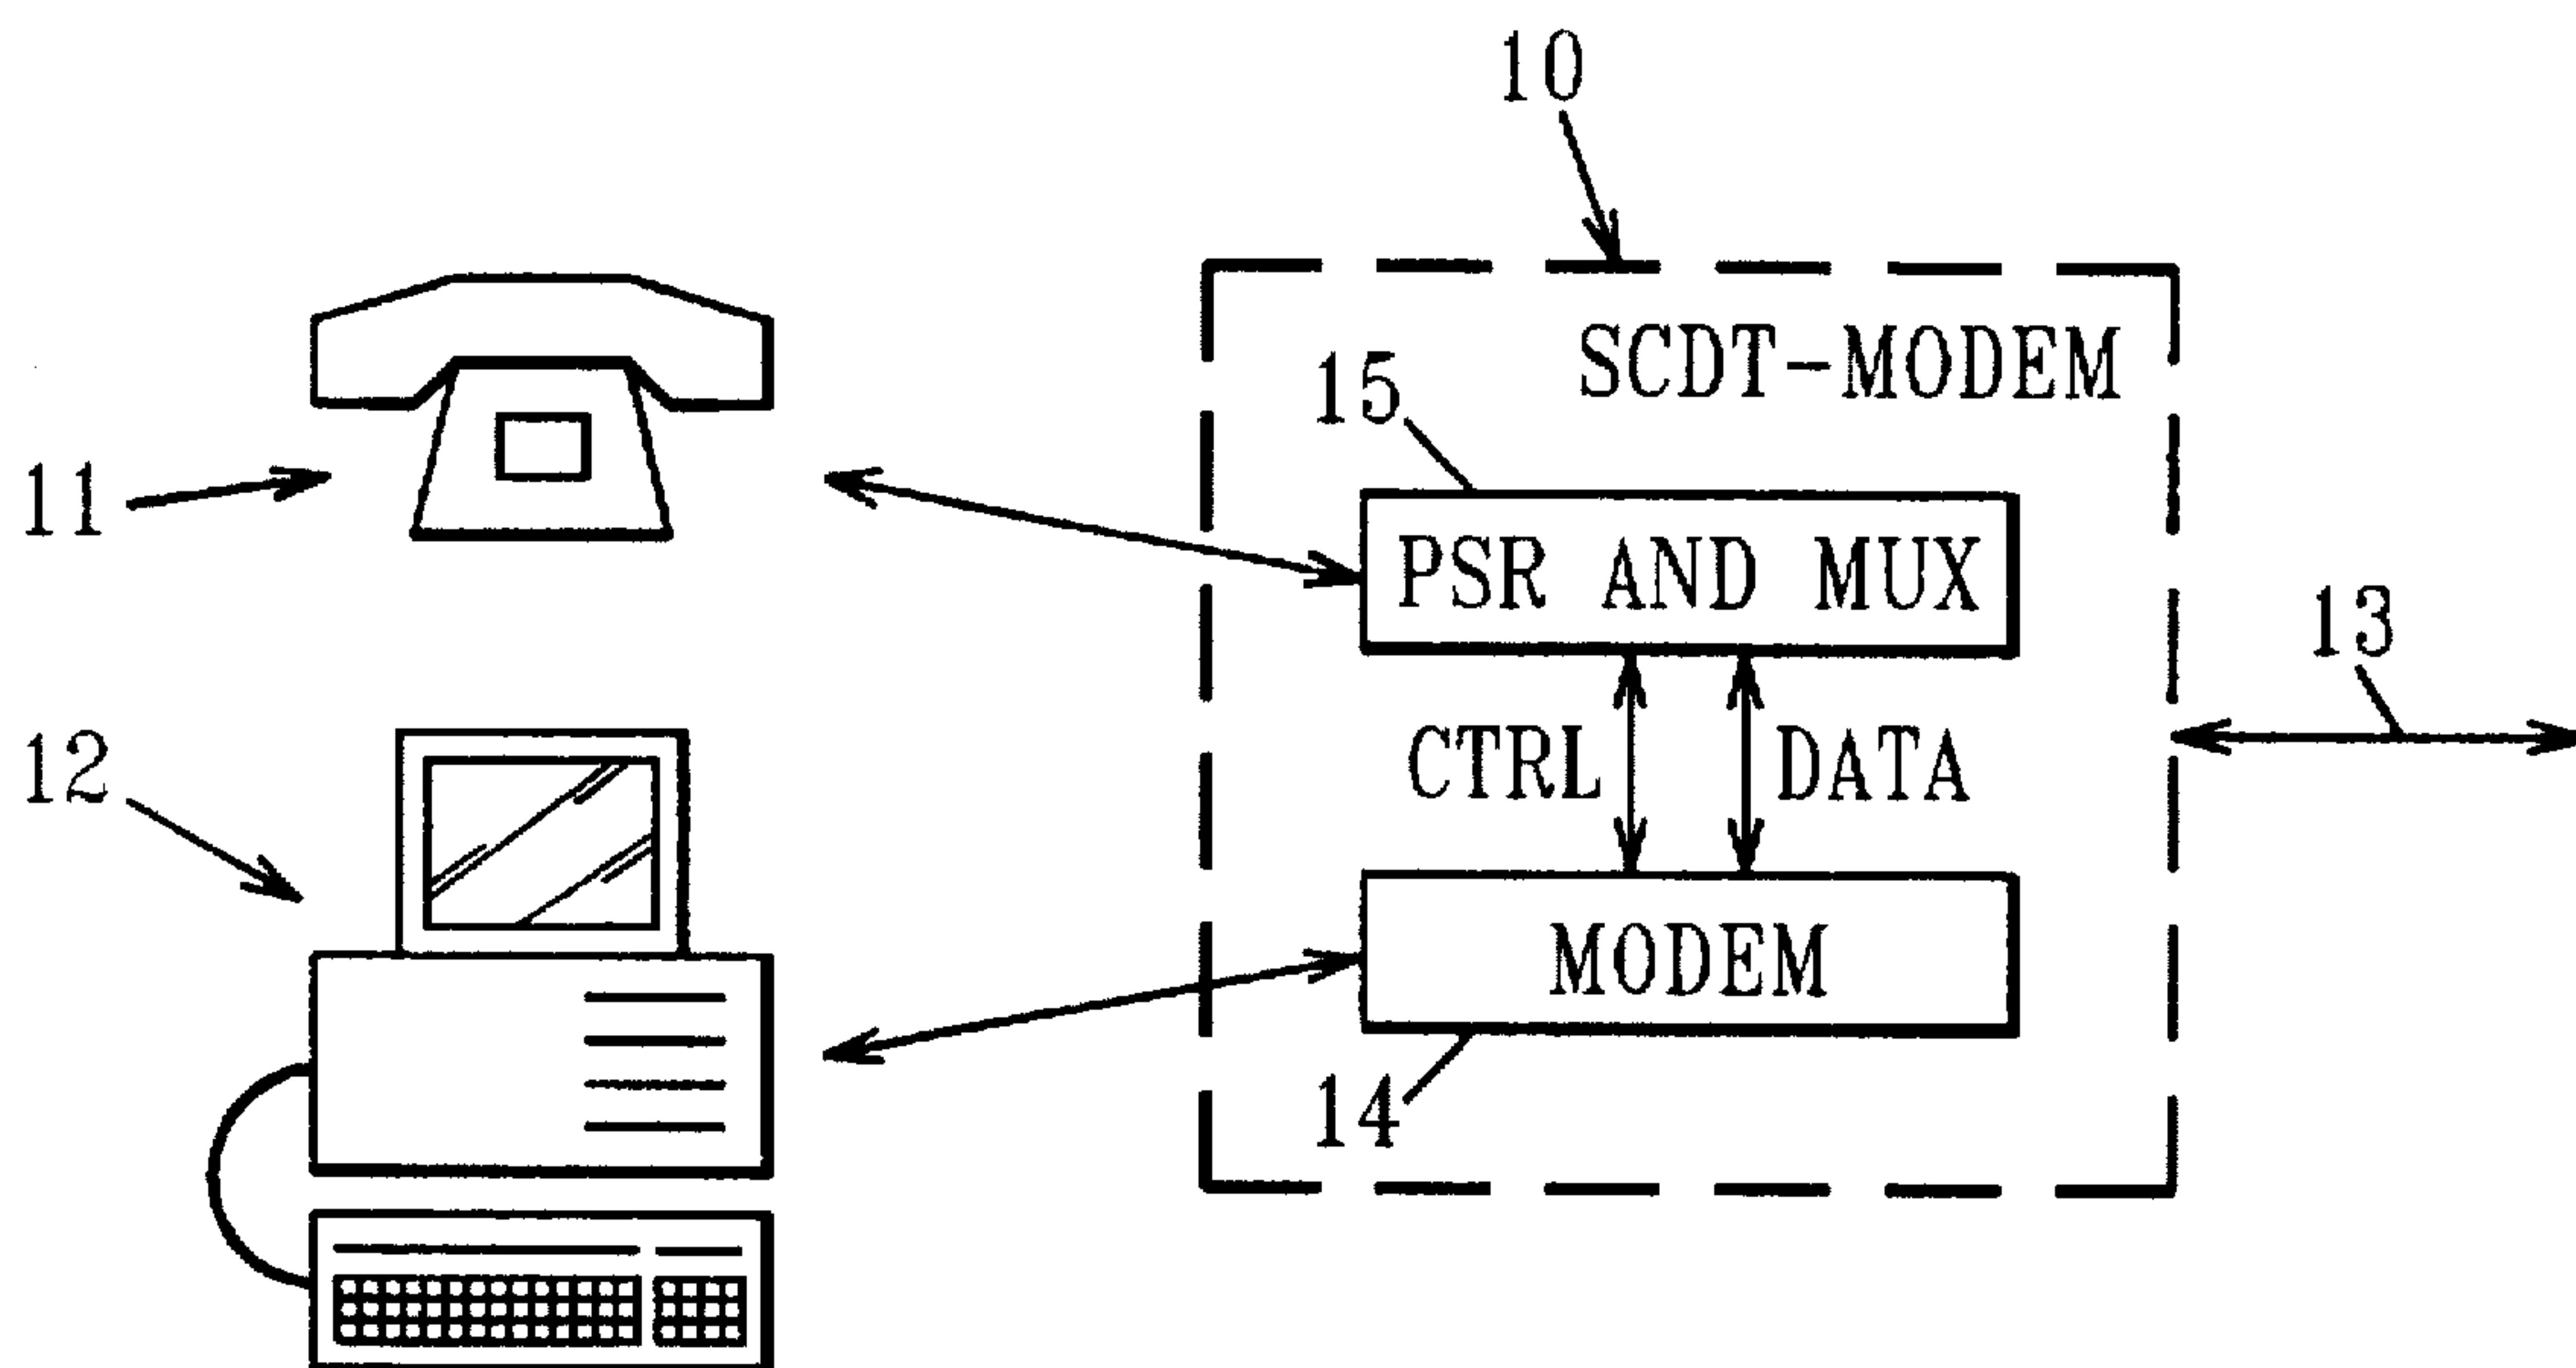 10
SCDT-MODEM
15
11
PSR AND MUX
13
12
CTRL
DATA
MODEM
14